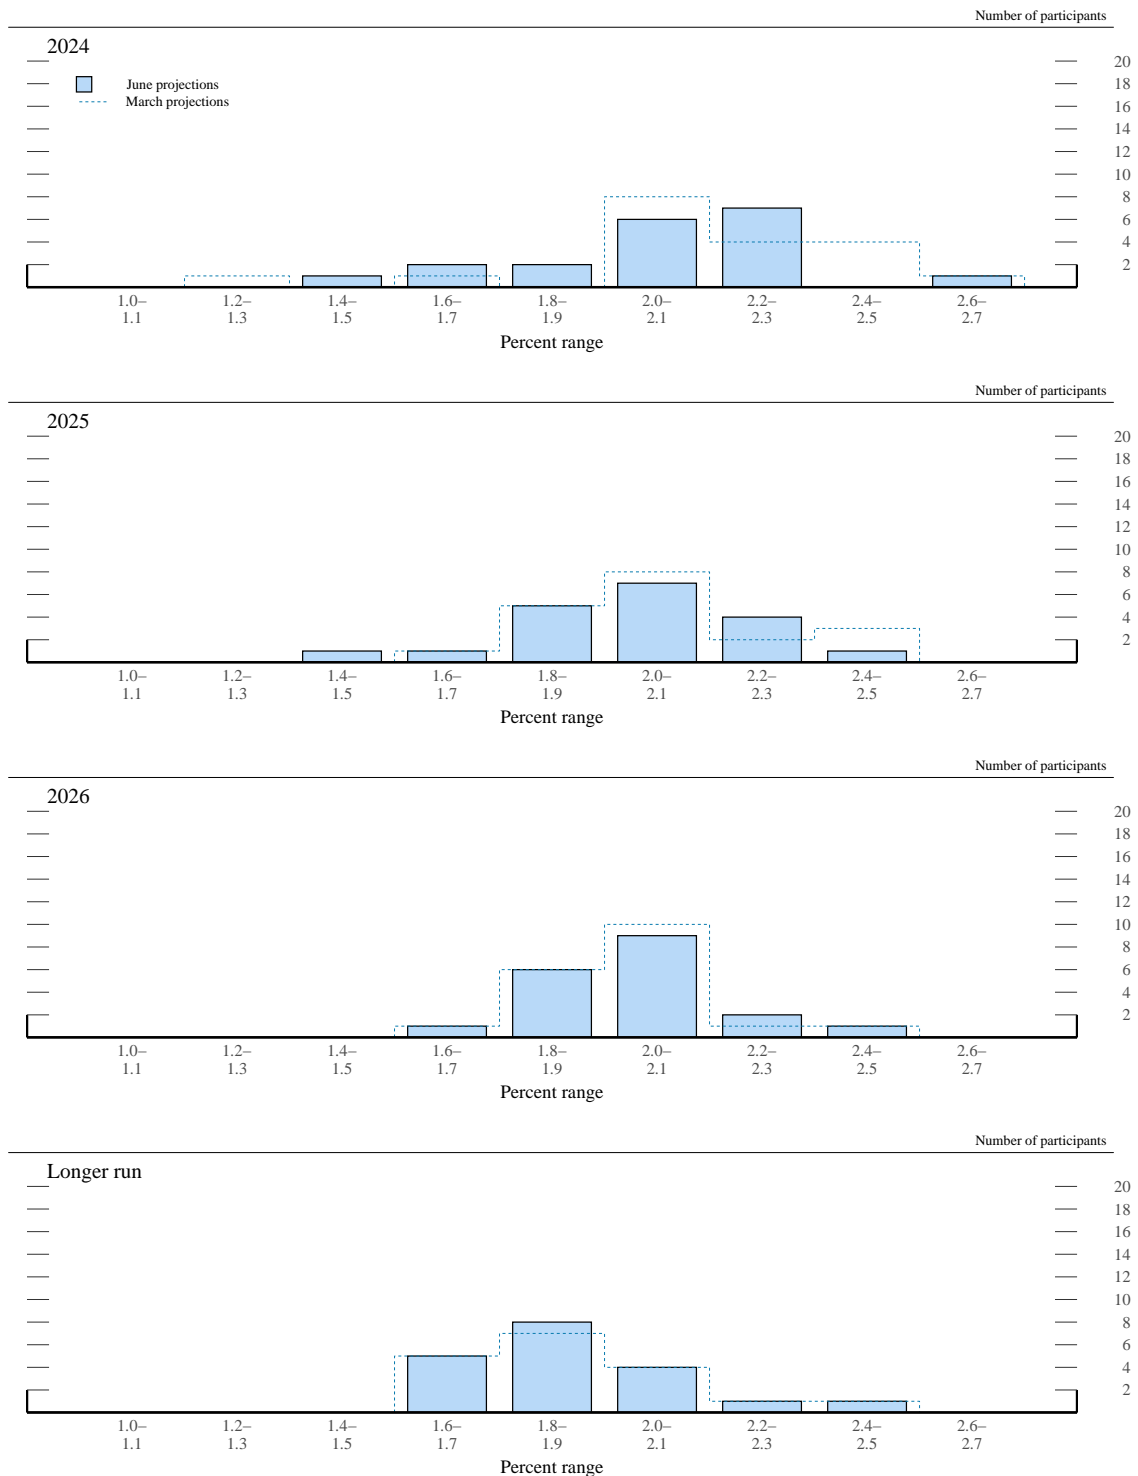 Number of participants
2024
June projections
March projections
20
18
16
14
12
10
8
6
4
2
1.0– 1.2– 1.4– 1.6– 1.8– 2.0– 2.2– 2.4– 2.6–
1.1 1.3 1.5 1.7 1.9 2.1 2.3 2.5 2.7
Percent range
Number of participants
2025
20
18
16
14
12
10
8
6
4
2
1.0– 1.2– 1.4– 1.6– 1.8– 2.0– 2.2– 2.4– 2.6–
1.1 1.3 1.5 1.7 1.9 2.1 2.3 2.5 2.7
Percent range
Number of participants
2026
20
18
16
14
12
10
8
6
4
2
1.0– 1.2– 1.4– 1.6– 1.8– 2.0– 2.2– 2.4– 2.6–
1.1 1.3 1.5 1.7 1.9 2.1 2.3 2.5 2.7
Percent range
Number of participants
Longer run
20
18
16
14
12
10
8
6
4
2
1.0– 1.2– 1.4– 1.6– 1.8– 2.0– 2.2– 2.4– 2.6–
1.1 1.3 1.5 1.7 1.9 2.1 2.3 2.5 2.7
Percent range